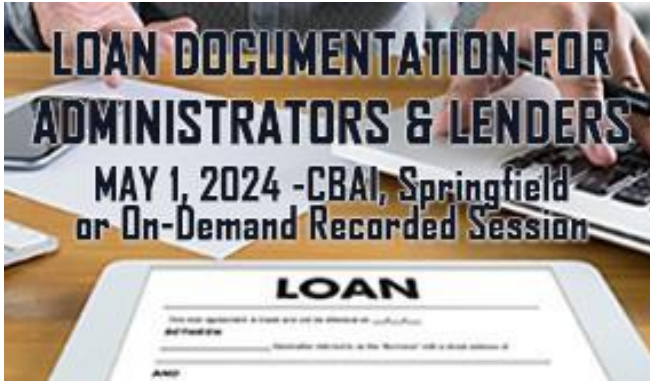 LOAN DOCUMENTATION FOR
ADMINISTRATORS & LENDERS
MAY 1, 2024 -CBAI, Springfield
or On-Demand Recorded Session
LOAN
BETWEEN
AND